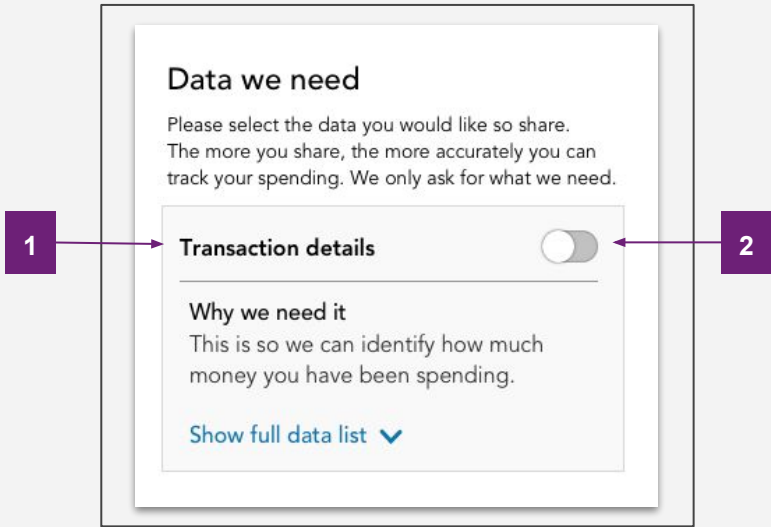 Data we need
Please select the data you would like so share.
The more you share, the more accurately you can
track your spending. We only ask for what we need.
1
Transaction details
2
Why we need it
This is so we can identify how much
money you have been spending.
Show full data list